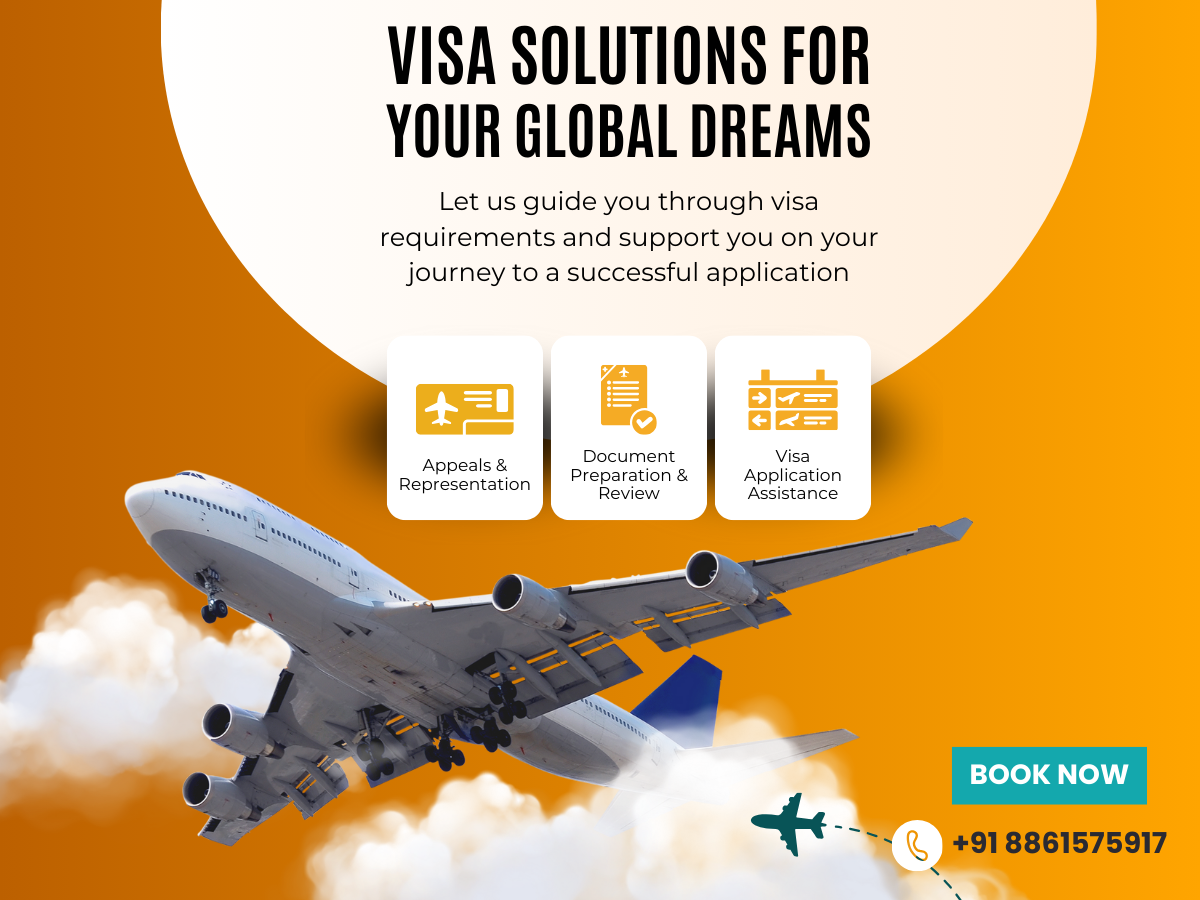 VISA SOLUTIONS FOR
YOUR GLOBAL DREAMS
Let us guide you through visa
requirements and support you on your
journey to a successful application
Appeals &
Representation
Document
Preparation &
Review
Visa
Application
Assistance
BOOK NOW
+91 8861575917